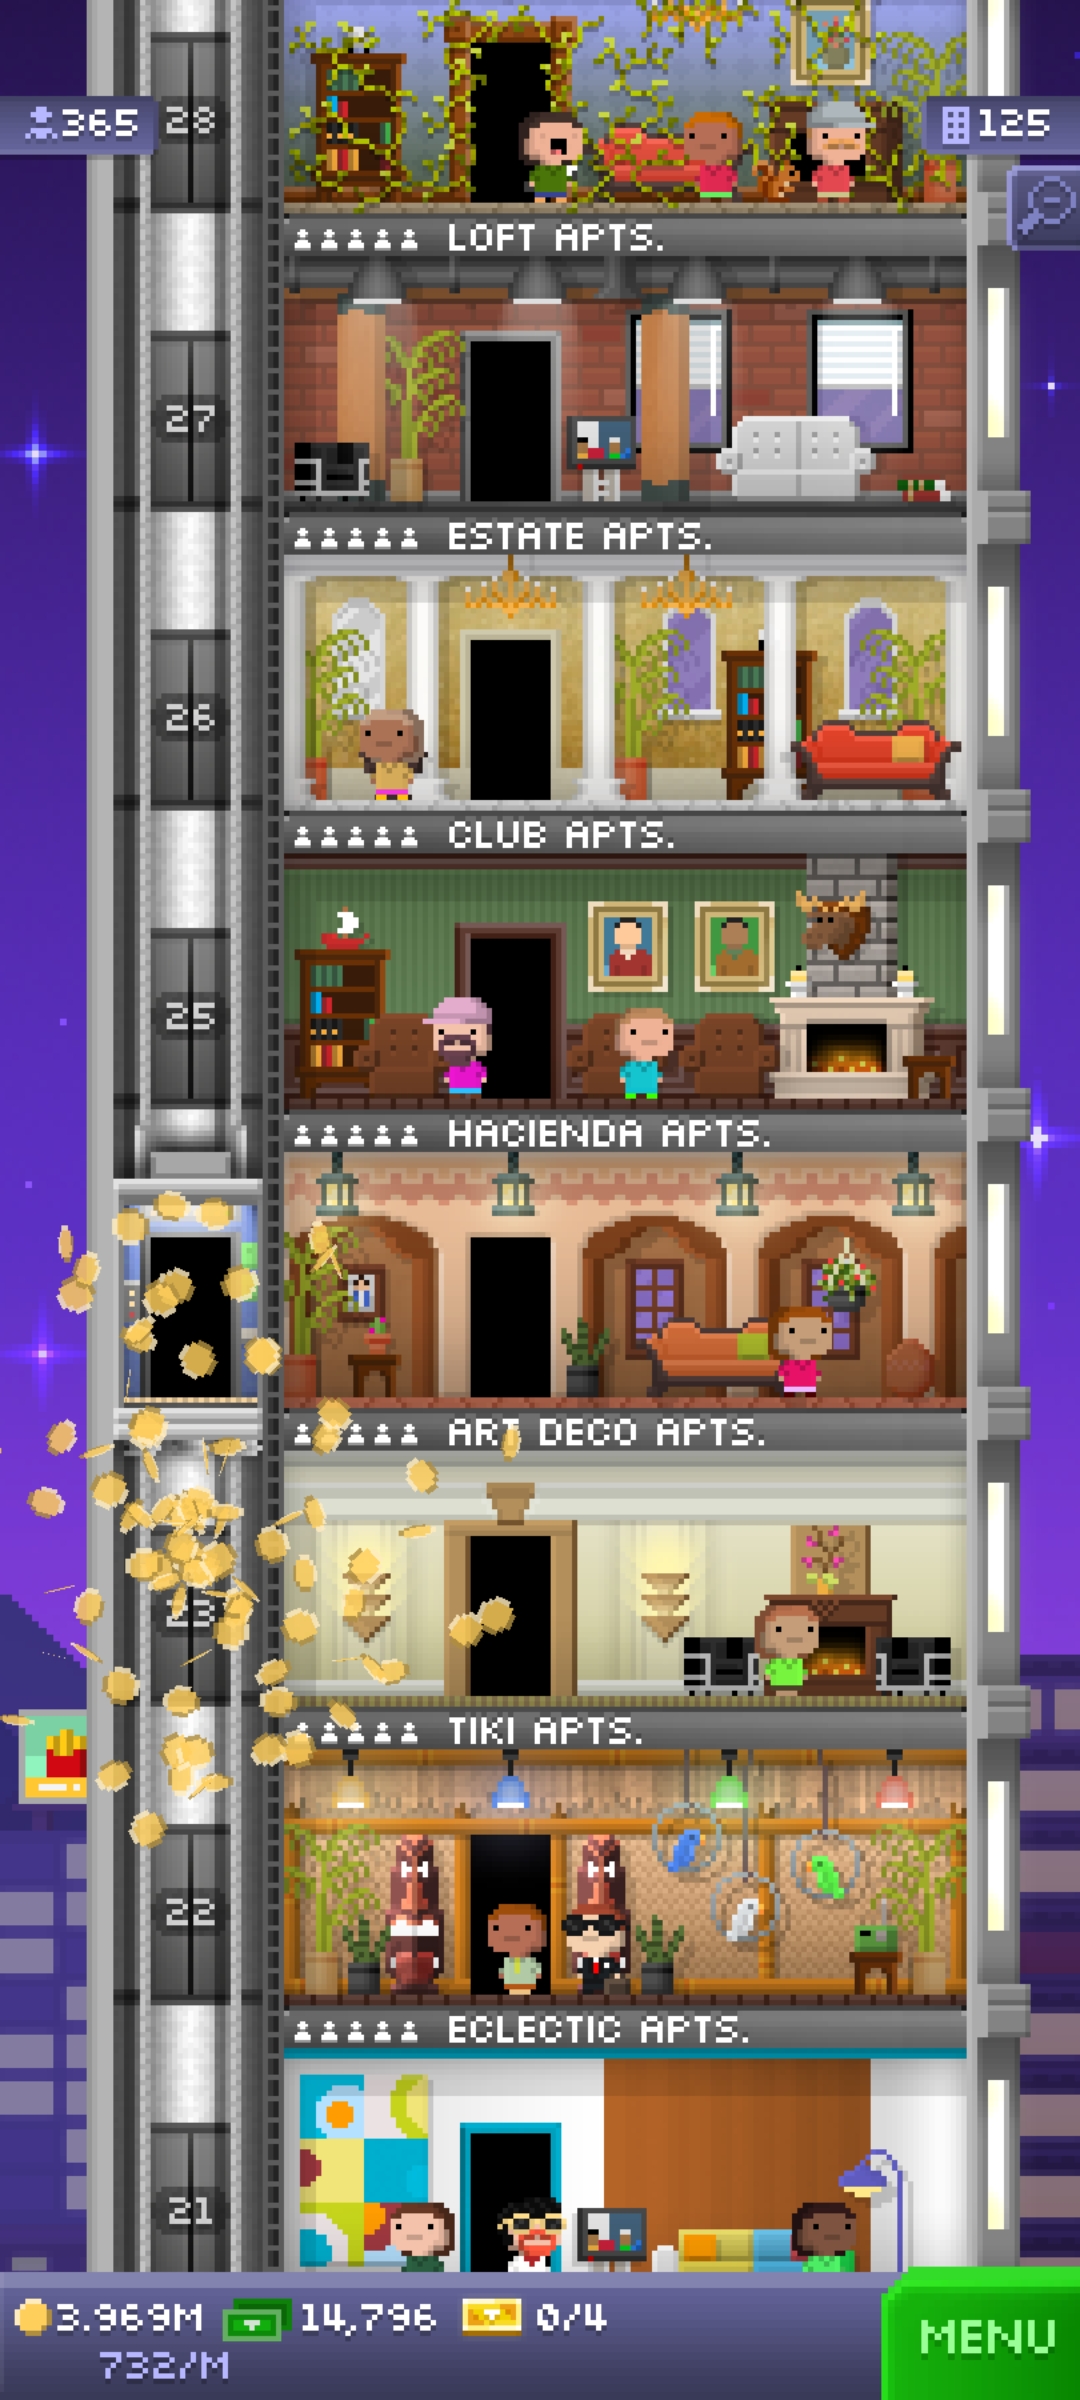 28
365
125
LOFT APTS.
27
ESTATE APTS.
26
CLUB APTS.
25
HACIENDA APTS.
ART DECO APTS.
23
TIKI APTS.
22
ECLECTIC APTS.
21
3.969M
14,796
0/4
732/M
MENU